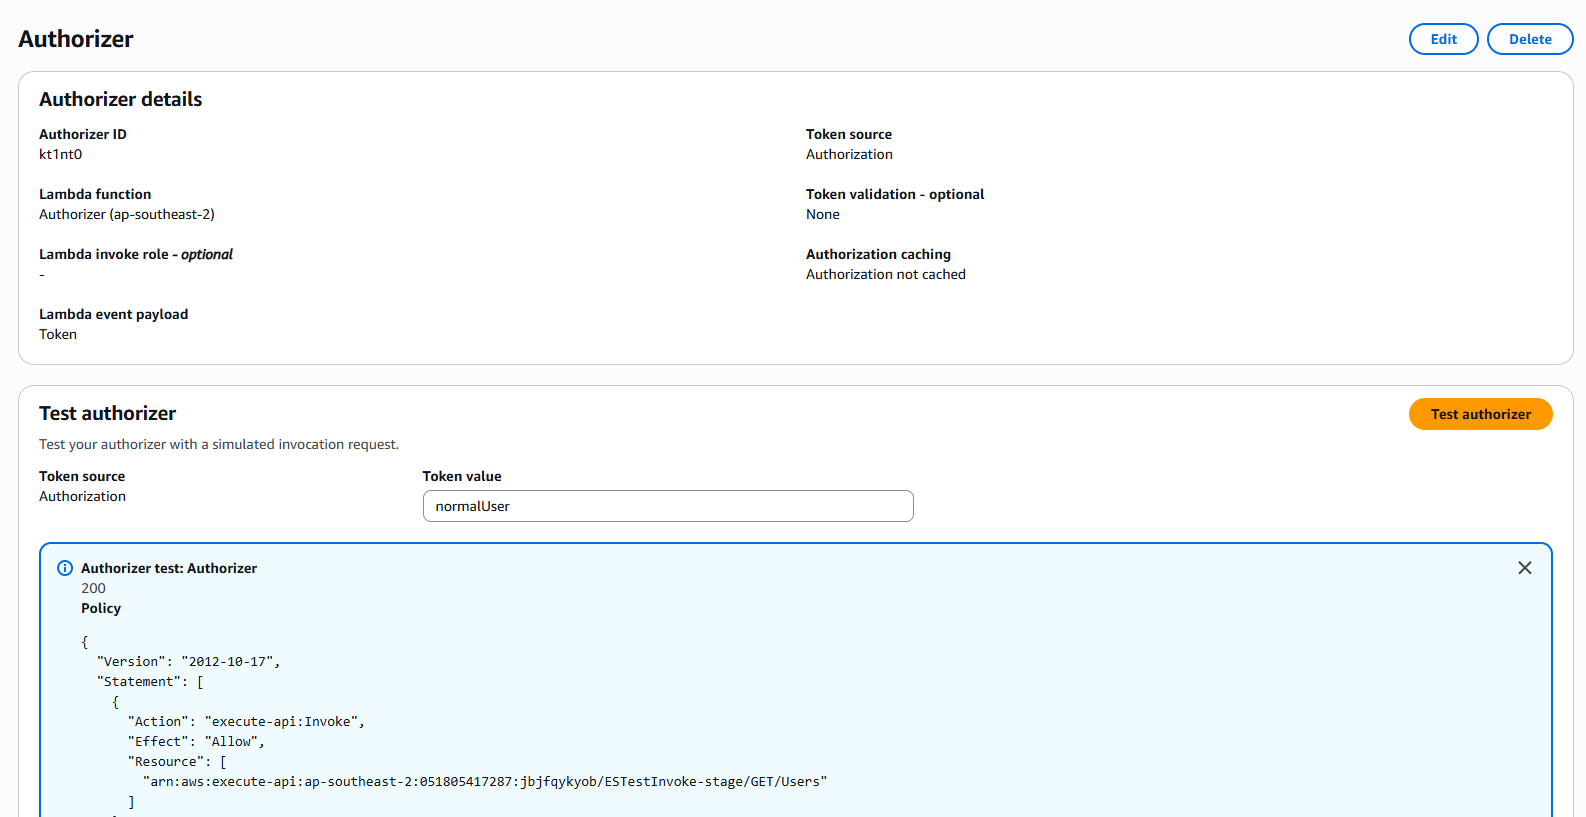 Authorizer
Edit
Delete
Authorizer details
Authorizer ID
kt1nt0
Token source
Authorization
Lambda function
Authorizer (ap-southeast-2)
Token validation - optional
None
Lambda invoke role - optional
-
Authorization caching
Authorization not cached
Lambda event payload
Token
Test authorizer
Test authorizer
Test your authorizer with a simulated invocation request.
Token source
Authorization
Token value
normalUser
Authorizer test: Authorizer
200
Policy
{
  "Version": "2012-10-17",
  "Statement": [
    {
      "Action": "execute-api:Invoke",
      "Effect": "Allow",
      "Resource": [
        "arn:aws:execute-api:ap-southeast-2:051805417287:jbjfqykyob/ESTestInvoke-stage/GET/Users"
      ]